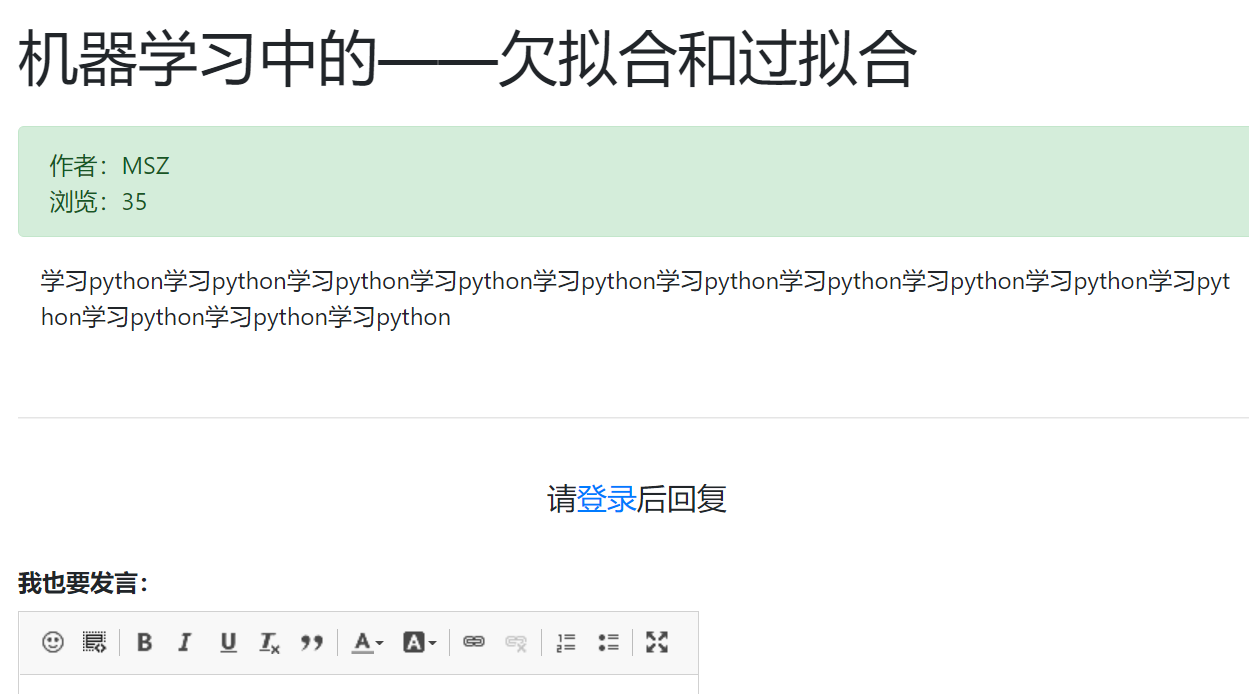 机器学习中的——欠拟合和过拟合
作者：MSZ
浏览：35
学习python学习python学习python学习python学习python学习python学习python学习python学习python学习pyt
hon学习python学习python学习python
请登录后回复
我也要发言：